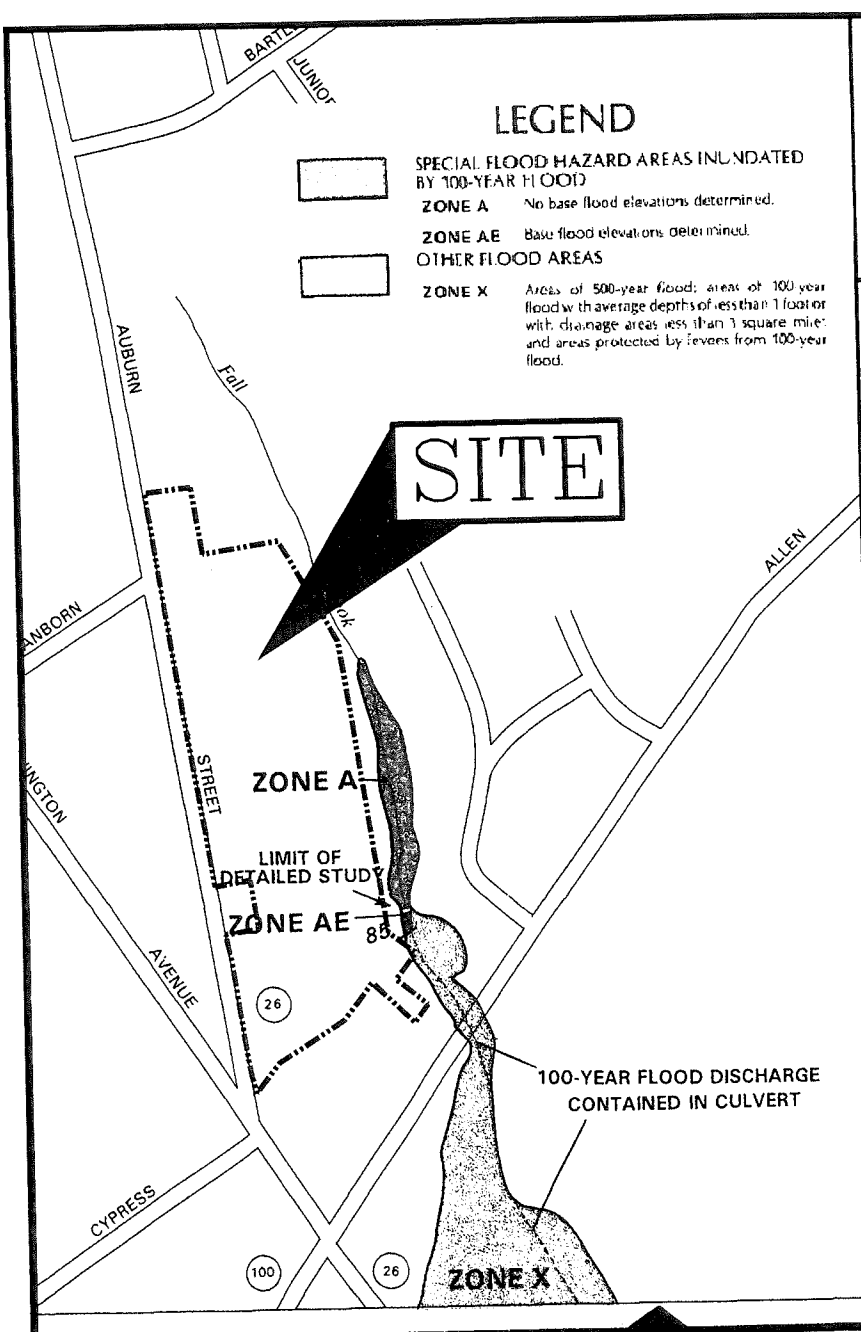 BARTL
JUNIOR
LEGEND
SPECIAL FLOOD HAZARD AREAS INUNDATED
BY 100-YEAR FLOOD
ZONE A No base flood elevations determined.
ZONE AE Base flood elevations determined.
OTHER FLOOD AREAS
ZONE X Areas of 500-year flood; areas of 100-year
flood with average depths of less than 1 foot or
with drainage areas less than 1 square mile;
and areas protected by levees from 100-year
flood.
AUBURN
Fall
SITE
ALLEN
ok
ANBORN
STREET
ZONE A
INGTON
LIMIT OF
DETAILED STUDY
ZONE AE
85
AVENUE
26
100-YEAR FLOOD DISCHARGE
CONTAINED IN CULVERT
CYPRESS
100
26
ZONE X